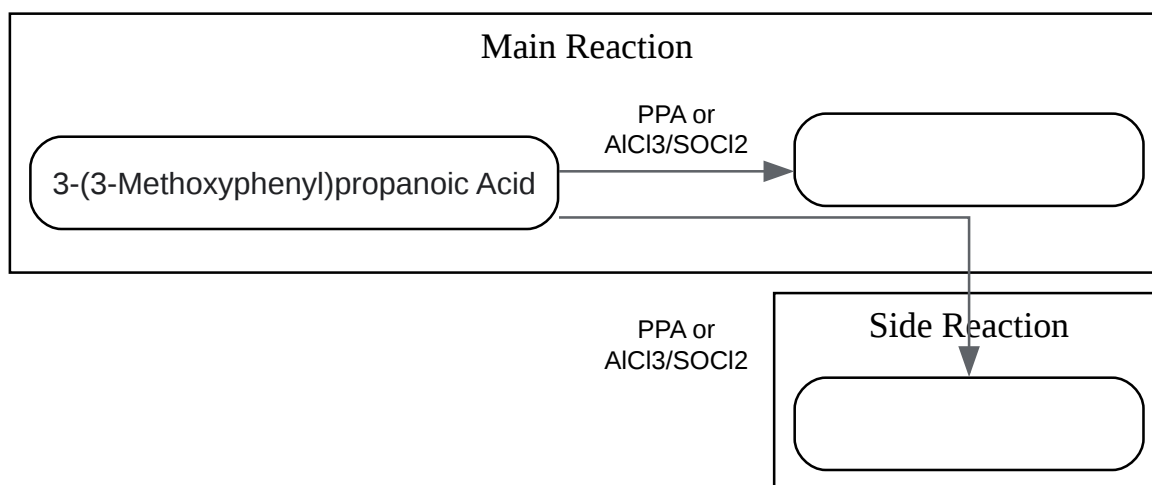 Main Reaction
PPA or
AlCl3/SOCl2
3-(3-Methoxyphenyl)propanoic Acid
PPA or
AlCl3/SOCl2
Side Reaction